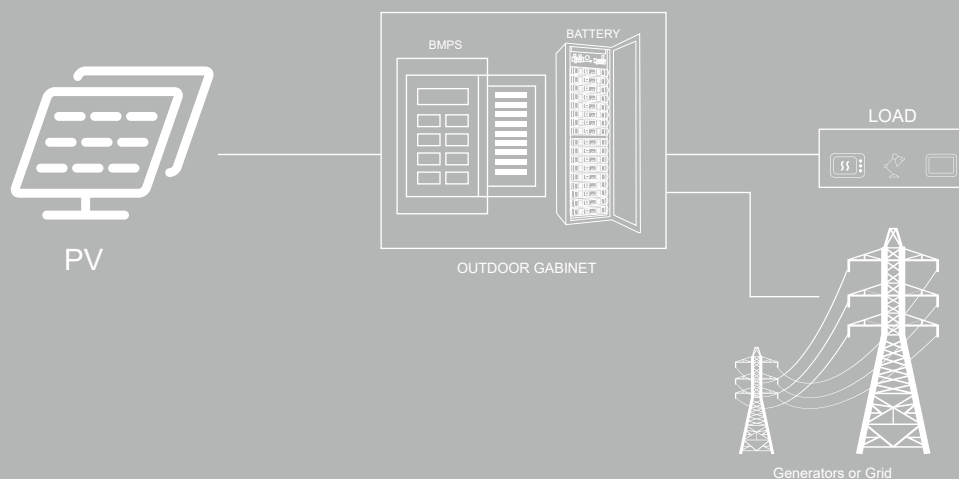 BMPS
BATTERY
LOAD
PV
OUTDOOR GABINET
Generators or Grid